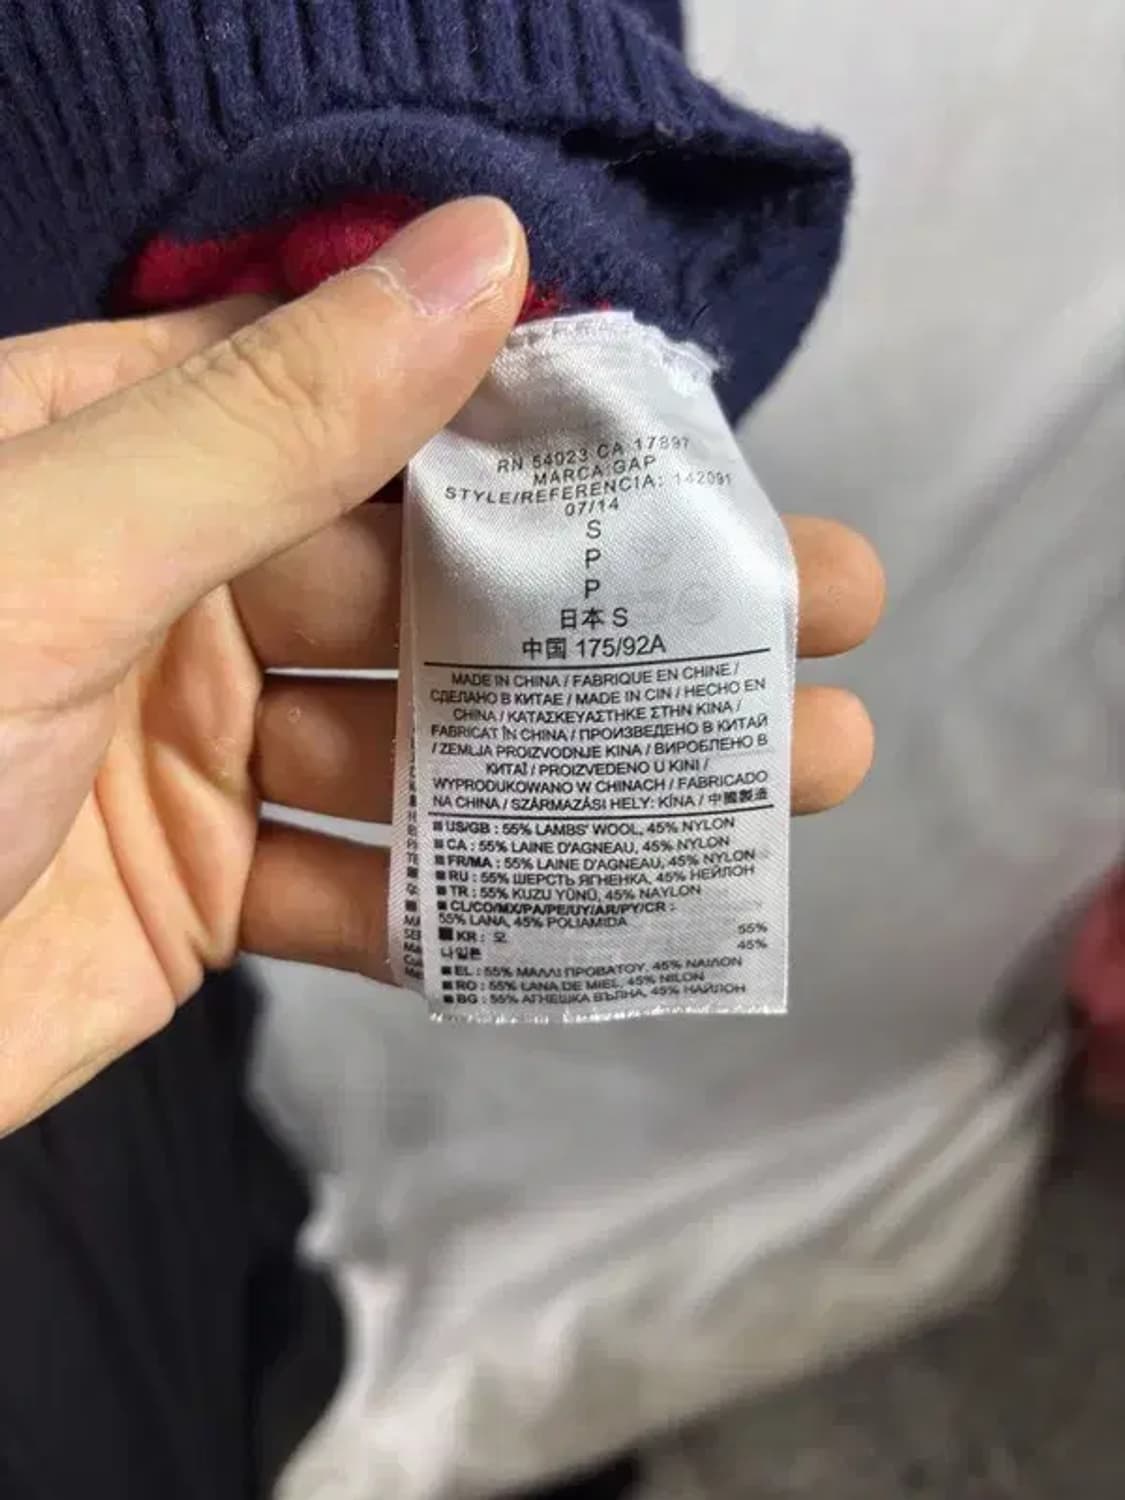 RN 54023 CA 17897
MARCA:GAP
STYLE/REFERENCIA: 142091
07/14
S
P
P
日本 S
中国 175/92A
MADE IN CHINA / FABRIQUE EN CHINE /
СДЕЛАНО В КИТАЕ / MADE IN CIN / HECHO EN
CHINA / ΚΑΤΑΣΚΕΥΑΣΤΗΚΕ ΣΤΗΝ ΚΙΝΑ /
FABRICAT ÎN CHINA / ПРОИЗВЕДЕНО В КИТАЙ
/ ZEMLJA PROIZVODNJE KINA / ВИРОБЛЕНО В
КИТАЇ / PROIZVEDENO U KINI /
WYPRODUKOWANO W CHINACH / FABRICADO
NA CHINA / SZÁRMAZÁSI HELY: KÍNA / 中國製造
US/GB : 55% LAMBS' WOOL, 45% NYLON
CA : 55% LAINE D'AGNEAU, 45% NYLON
FR/MA : 55% LAINE D'AGNEAU, 45% NYLON
RU : 55% ШЕРСТЬ ЯГНЕНКА, 45% НЕЙЛОН
TR : 55% KUZU YÜNÜ, 45% NAYLON
CL/CO/MX/PA/PE/UY/AR/PY/CR :
55% LANA, 45% POLIAMIDA
KR : 모 55%
나일론 45%
EL : 55% ΜΑΛΛΙ ΠΡΟΒΑΤΟΥ, 45% ΝΑΙΛΟΝ
RO : 55% LANA DE MIEL, 45% NILON
BG : 55% АГНЕШКА ВЪЛНА, 45% НАЙЛОН